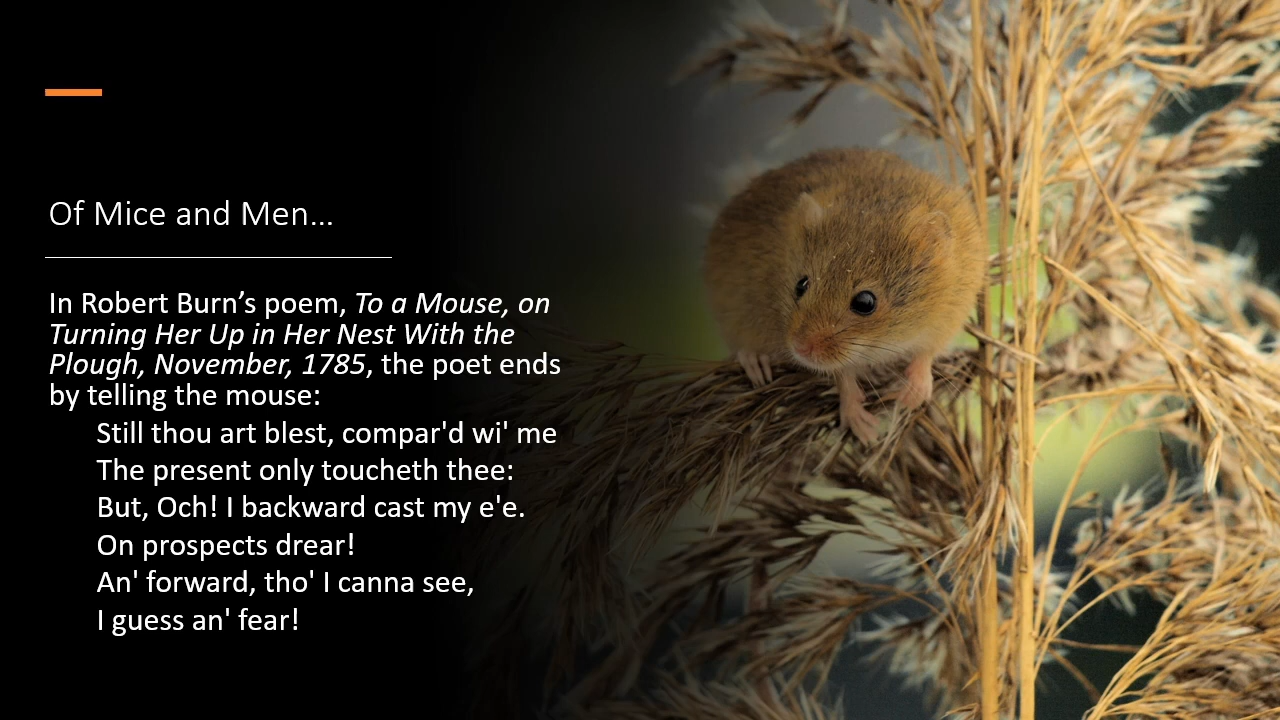 Of Mice and Men…
In Robert Burn’s poem, To a Mouse, on
Turning Her Up in Her Nest With the
Plough, November, 1785, the poet ends
by telling the mouse:
Still thou art blest, compar'd wi' me
The present only toucheth thee:
But, Och! I backward cast my e'e.
On prospects drear!
An' forward, tho' I canna see,
I guess an' fear!